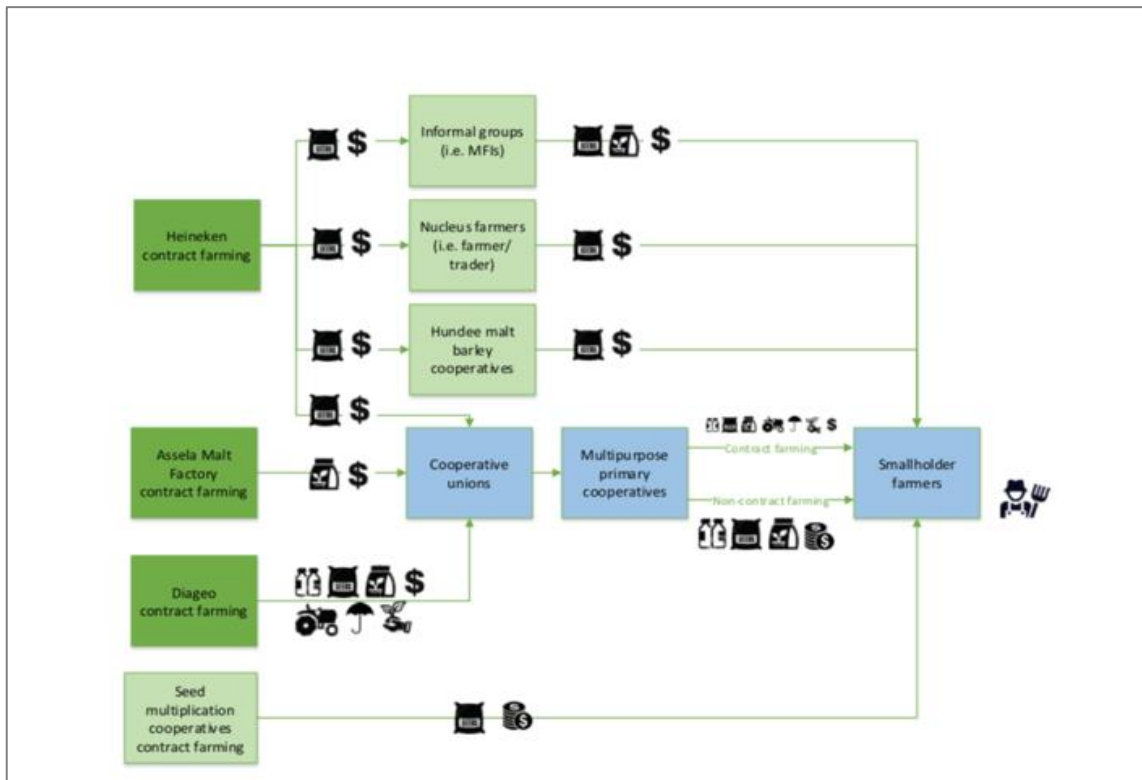 Informal groups
(i.e. MFIs)
Heineken
contract farming
Nucleus farmers
(i.e. farmer/
trader)
Hundee malt
barley
cooperatives
Assela Malt
Factory
contract farming
Cooperative
unions
Multipurpose
primary
cooperatives
Contract farming
Non-contract farming
Smallholder
farmers
Diageo
contract farming
Seed
multiplication
cooperatives
contract farming